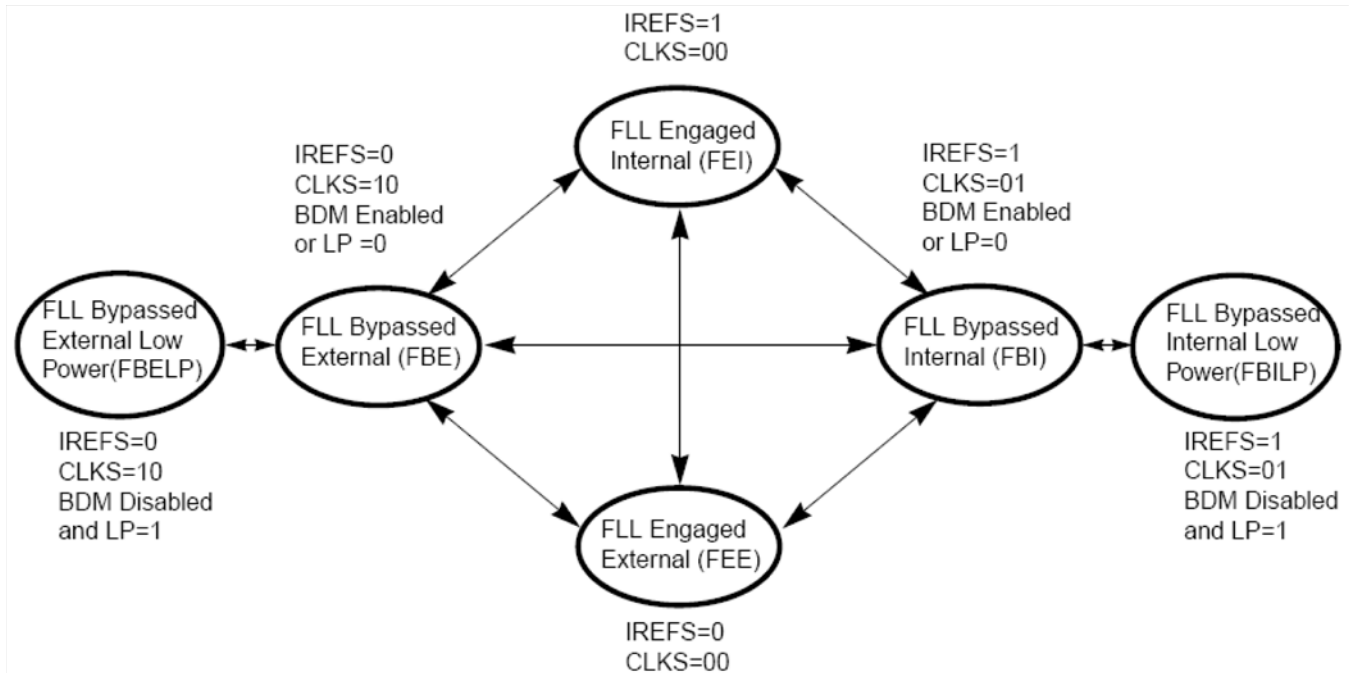 IREFS=1
CLKS=00
FLL Engaged
Internal (FEI)
IREFS=0
CLKS=10
BDM Enabled
or LP =0
IREFS=1
CLKS=01
BDM Enabled
or LP=0
FLL Bypassed
External Low
Power(FBELP)
FLL Bypassed
External (FBE)
FLL Bypassed
Internal (FBI)
FLL Bypassed
Internal Low
Power(FBILP)
IREFS=0
CLKS=10
BDM Disabled
and LP=1
IREFS=1
CLKS=01
BDM Disabled
and LP=1
FLL Engaged
External (FEE)
IREFS=0
CLKS=00